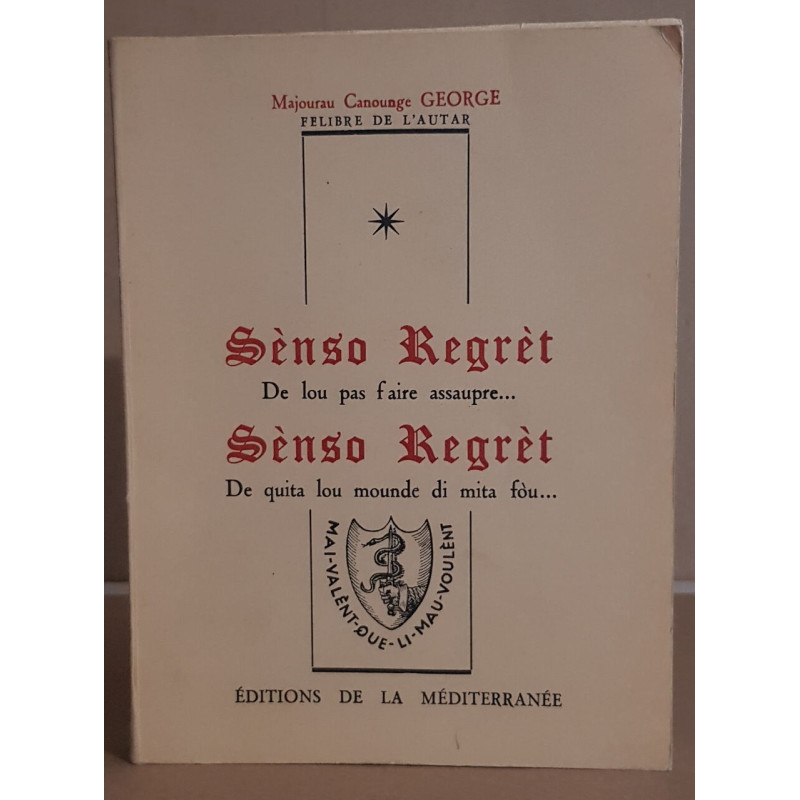 Majourau Canounge GEORGE
FELIBRE DE L'AUTAR
Sènso Regrèt
De lou pas faire assaupre...
Sènso Regrèt
De quita lou mounde di mita fòu...
MAI-VALÈNT-QUE-LI-MAU-VOULÈNT
ÉDITIONS DE LA MÉDITERRANÉE